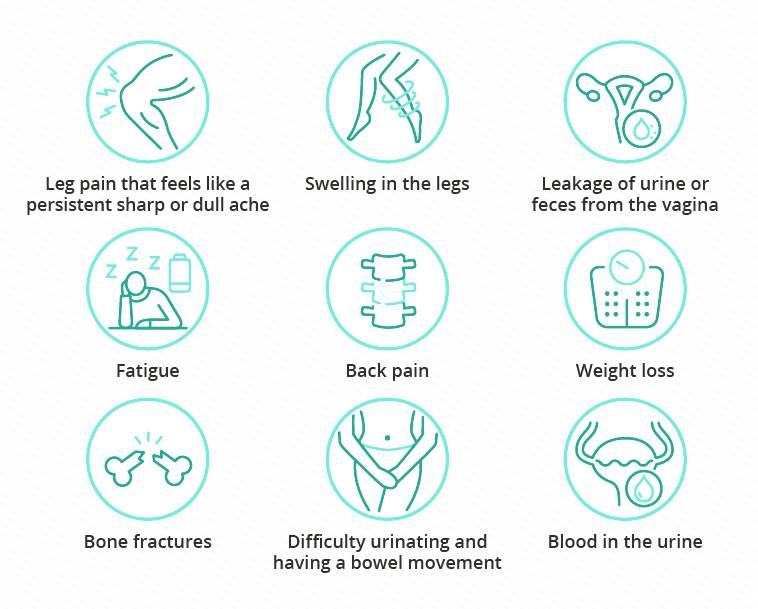 Leg pain that feels like a
persistent sharp or dull ache
Swelling in the legs
Leakage of urine or
feces from the vagina
Z
Z
Z
Fatigue
Back pain
Weight loss
Bone fractures
Difficulty urinating and
having a bowel movement
Blood in the urine